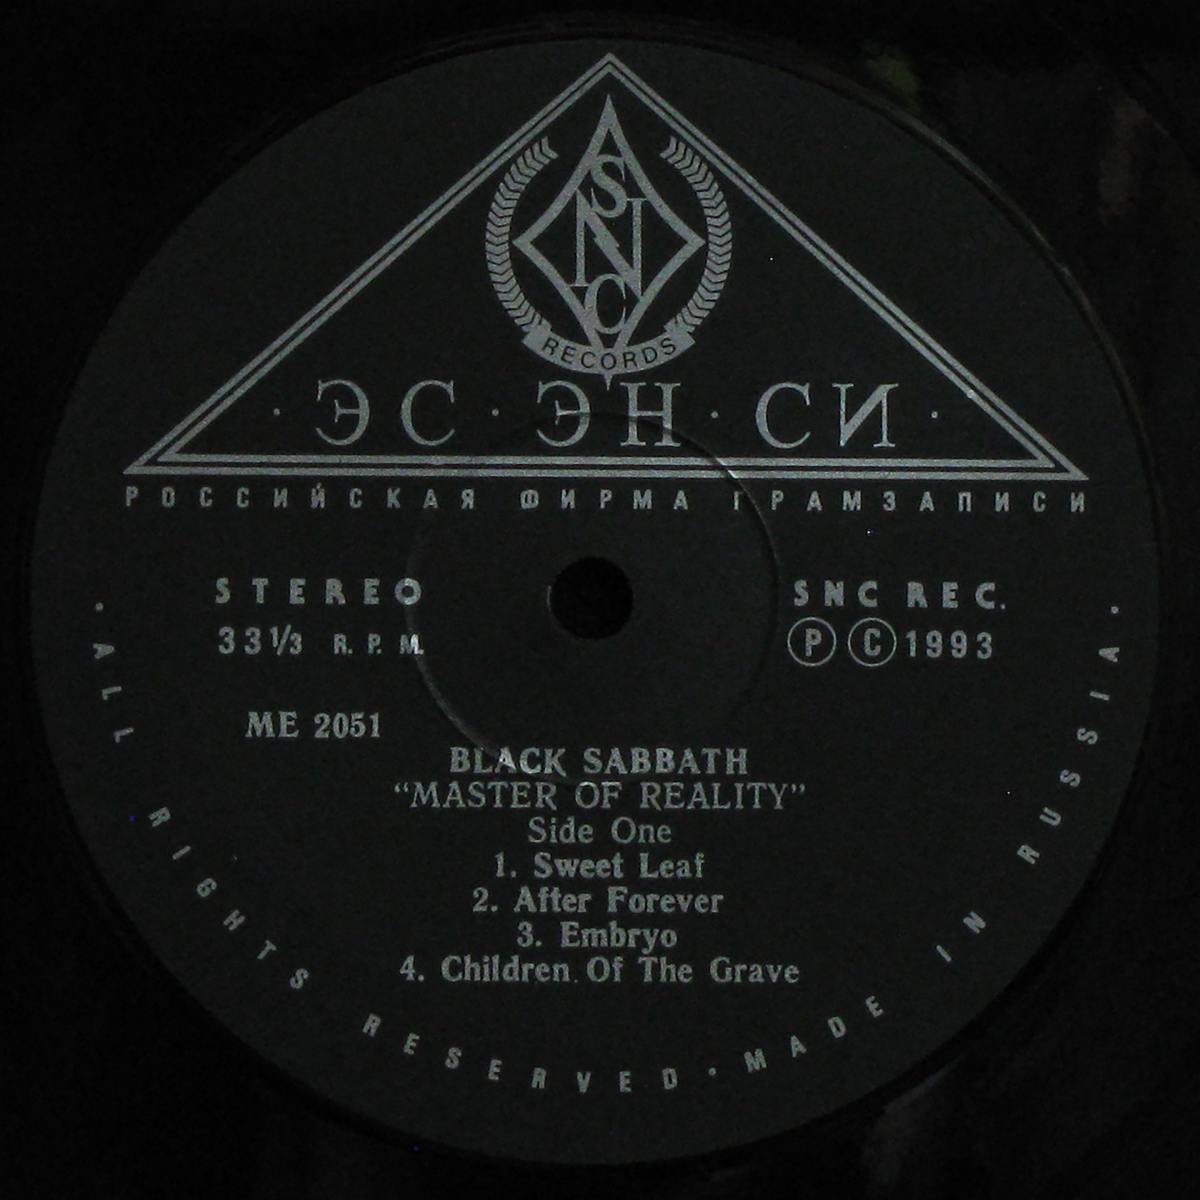 SNC
RECORDS
· ЭС · ЭН · СИ ·
РОССИЙСКАЯ ФИРМА ГРАМЗАПИСИ
STEREO
33 1/3 R. P. M.
SNC REC.
Ⓟ Ⓒ 1993
ME 2051
BLACK SABBATH
“MASTER OF REALITY”
Side One
1. Sweet Leaf
2. After Forever
3. Embryo
4. Children Of The Grave
· ALL RIGHTS RESERVED · MADE IN RUSSIA ·